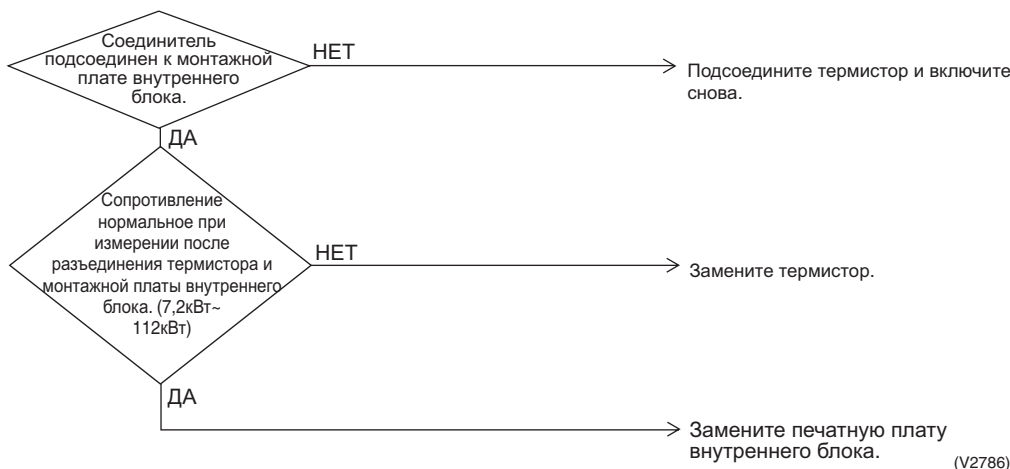 Соединитель
подсоединен к монтажной
плате внутреннего
блока.
НЕТ
Подсоедините термистор и включите
снова.
ДА
Сопротивление
нормальное при
измерении после
разъединения термистора и
монтажной платы внутреннего
блока. (7,2кВт~
112кВт)
НЕТ
Замените термистор.
ДА
Замените печатную плату
внутреннего блока.
(V2786)